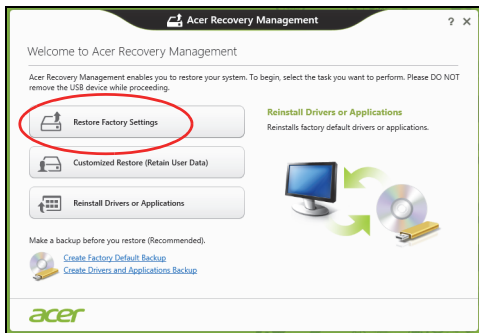 Acer Recovery Management
? ×
Welcome to Acer Recovery Management
Acer Recovery Management enables you to restore your system. To begin, select the task you want to perform. Please DO NOT
remove the USB device while proceeding.
Restore Factory Settings
Customized Restore (Retain User Data)
Reinstall Drivers or Applications
Reinstall Drivers or Applications
Reinstalls factory default drivers or applications.
Make a backup before you restore (Recommended).
Create Factory Default Backup
Create Drivers and Applications Backup
acer